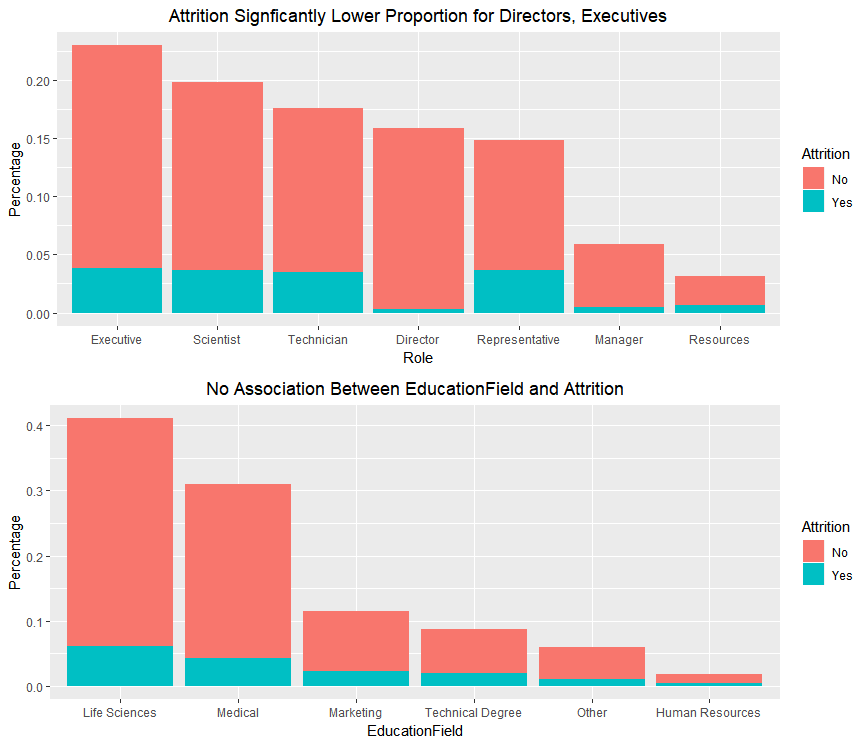 Attrition Signficantly Lower Proportion for Directors, Executives
Percentage
0.20
0.15
0.10
0.05
0.00
Executive Scientist Technician Director Representative Manager Resources
Role
Attrition
No
Yes
No Association Between EducationField and Attrition
Percentage
0.4
0.3
0.2
0.1
0.0
Life Sciences Medical Marketing Technical Degree Other Human Resources
EducationField
Attrition
No
Yes